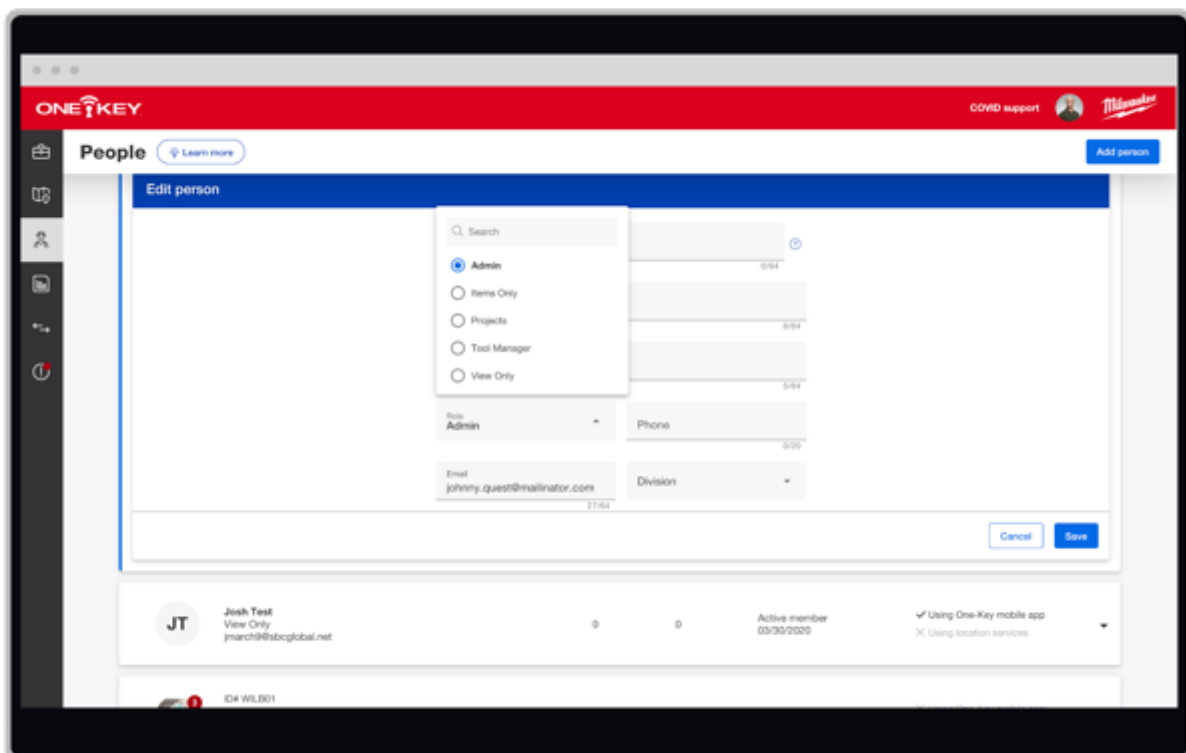 ONE KEY
COVID support
Milwaukee
People
Learn more
Add person
Edit person
Search
0/64
Admin
Items Only
6/64
Projects
Tool Manager
View Only
5/64
Role
Admin
Phone
0/20
Email
johnny.quest@mailinator.com
27/64
Division
Cancel
Save
JT
Josh Test
View Only
jmarch9@sbcglobal.net
0
0
Active member
03/30/2020
Using One-Key mobile app
Using location services
ID# WILB01